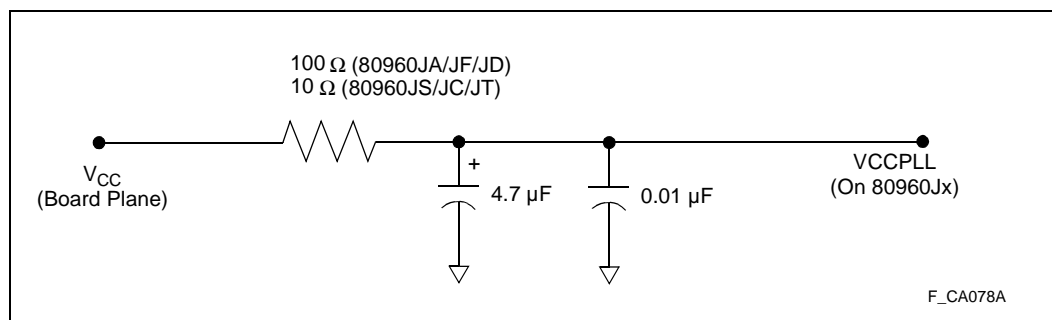 100 Ω (80960JA/JF/JD)
10 Ω (80960JS/JC/JT)
VCC
(Board Plane)
+
4.7 µF
0.01 µF
VCCPLL
(On 80960Jx)
F_CA078A